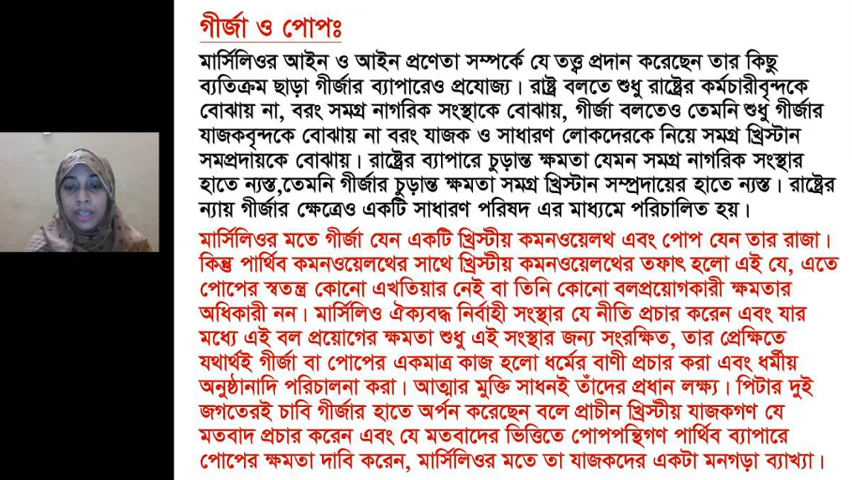 গীর্জা ও পোপঃ
মার্সিলিওর আইন ও আইন প্রণেতা সম্পর্কে যে তত্ত্ব প্রদান করেছেন তার কিছু
ব্যতিক্রম ছাড়া গীর্জার ব্যাপারেও প্রযোজ্য। রাষ্ট্র বলতে শুধু রাষ্ট্রের কর্মচারীবৃন্দকে
বোঝায় না, বরং সমগ্র নাগরিক সংস্থাকে বোঝায়, গীর্জা বলতেও তেমনি শুধু গীর্জার
যাজকবৃন্দকে বোঝায় না বরং যাজক ও সাধারণ লোকদেরকে নিয়ে সমগ্র খ্রিস্টান
সমপ্রদায়কে বোঝায়। রাষ্ট্রের ব্যাপারে চুড়ান্ত ক্ষমতা যেমন সমগ্র নাগরিক সংস্থার
হাতে ন্যস্ত,তেমনি গীর্জার চুড়ান্ত ক্ষমতা সমগ্র খ্রিস্টান সম্প্রদায়ের হাতে ন্যস্ত। রাষ্ট্রের
ন্যায় গীর্জার ক্ষেত্রেও একটি সাধারণ পরিষদ এর মাধ্যমে পরিচালিত হয়।
মার্সিলিওর মতে গীর্জা যেন একটি খ্রিস্টীয় কমনওয়েলথ এবং পোপ যেন তার রাজা।
কিন্তু পার্থিব কমনওয়েলথের সাথে খ্রিস্টীয় কমনওয়েলথের তফাৎ হলো এই যে, এতে
পোপের স্বতন্ত্র কোনো এখতিয়ার নেই বা তিনি কোনো বলপ্রয়োগকারী ক্ষমতার
অধিকারী নন। মার্সিলিও ঐক্যবদ্ধ নির্বাহী সংস্থার যে নীতি প্রচার করেন এবং যার
মধ্যে এই বল প্রয়োগের ক্ষমতা শুধু এই সংস্থার জন্য সংরক্ষিত, তার প্রেক্ষিতে
যথার্থই গীর্জা বা পোপের একমাত্র কাজ হলো ধর্মের বাণী প্রচার করা এবং ধর্মীয়
অনুষ্ঠানাদি পরিচালনা করা। আত্মার মুক্তি সাধনই তাঁদের প্রধান লক্ষ্য। পিটার দুই
জগতেরই চাবি গীর্জার হাতে অর্পন করেছেন বলে প্রাচীন খ্রিস্টীয় যাজকগণ যে
মতবাদ প্রচার করেন এবং যে মতবাদের ভিত্তিতে পোপপন্থিগণ পার্থিব ব্যাপারে
পোপের ক্ষমতা দাবি করেন, মার্সিলিওর মতে তা যাজকদের একটা মনগড়া ব্যাখ্যা।